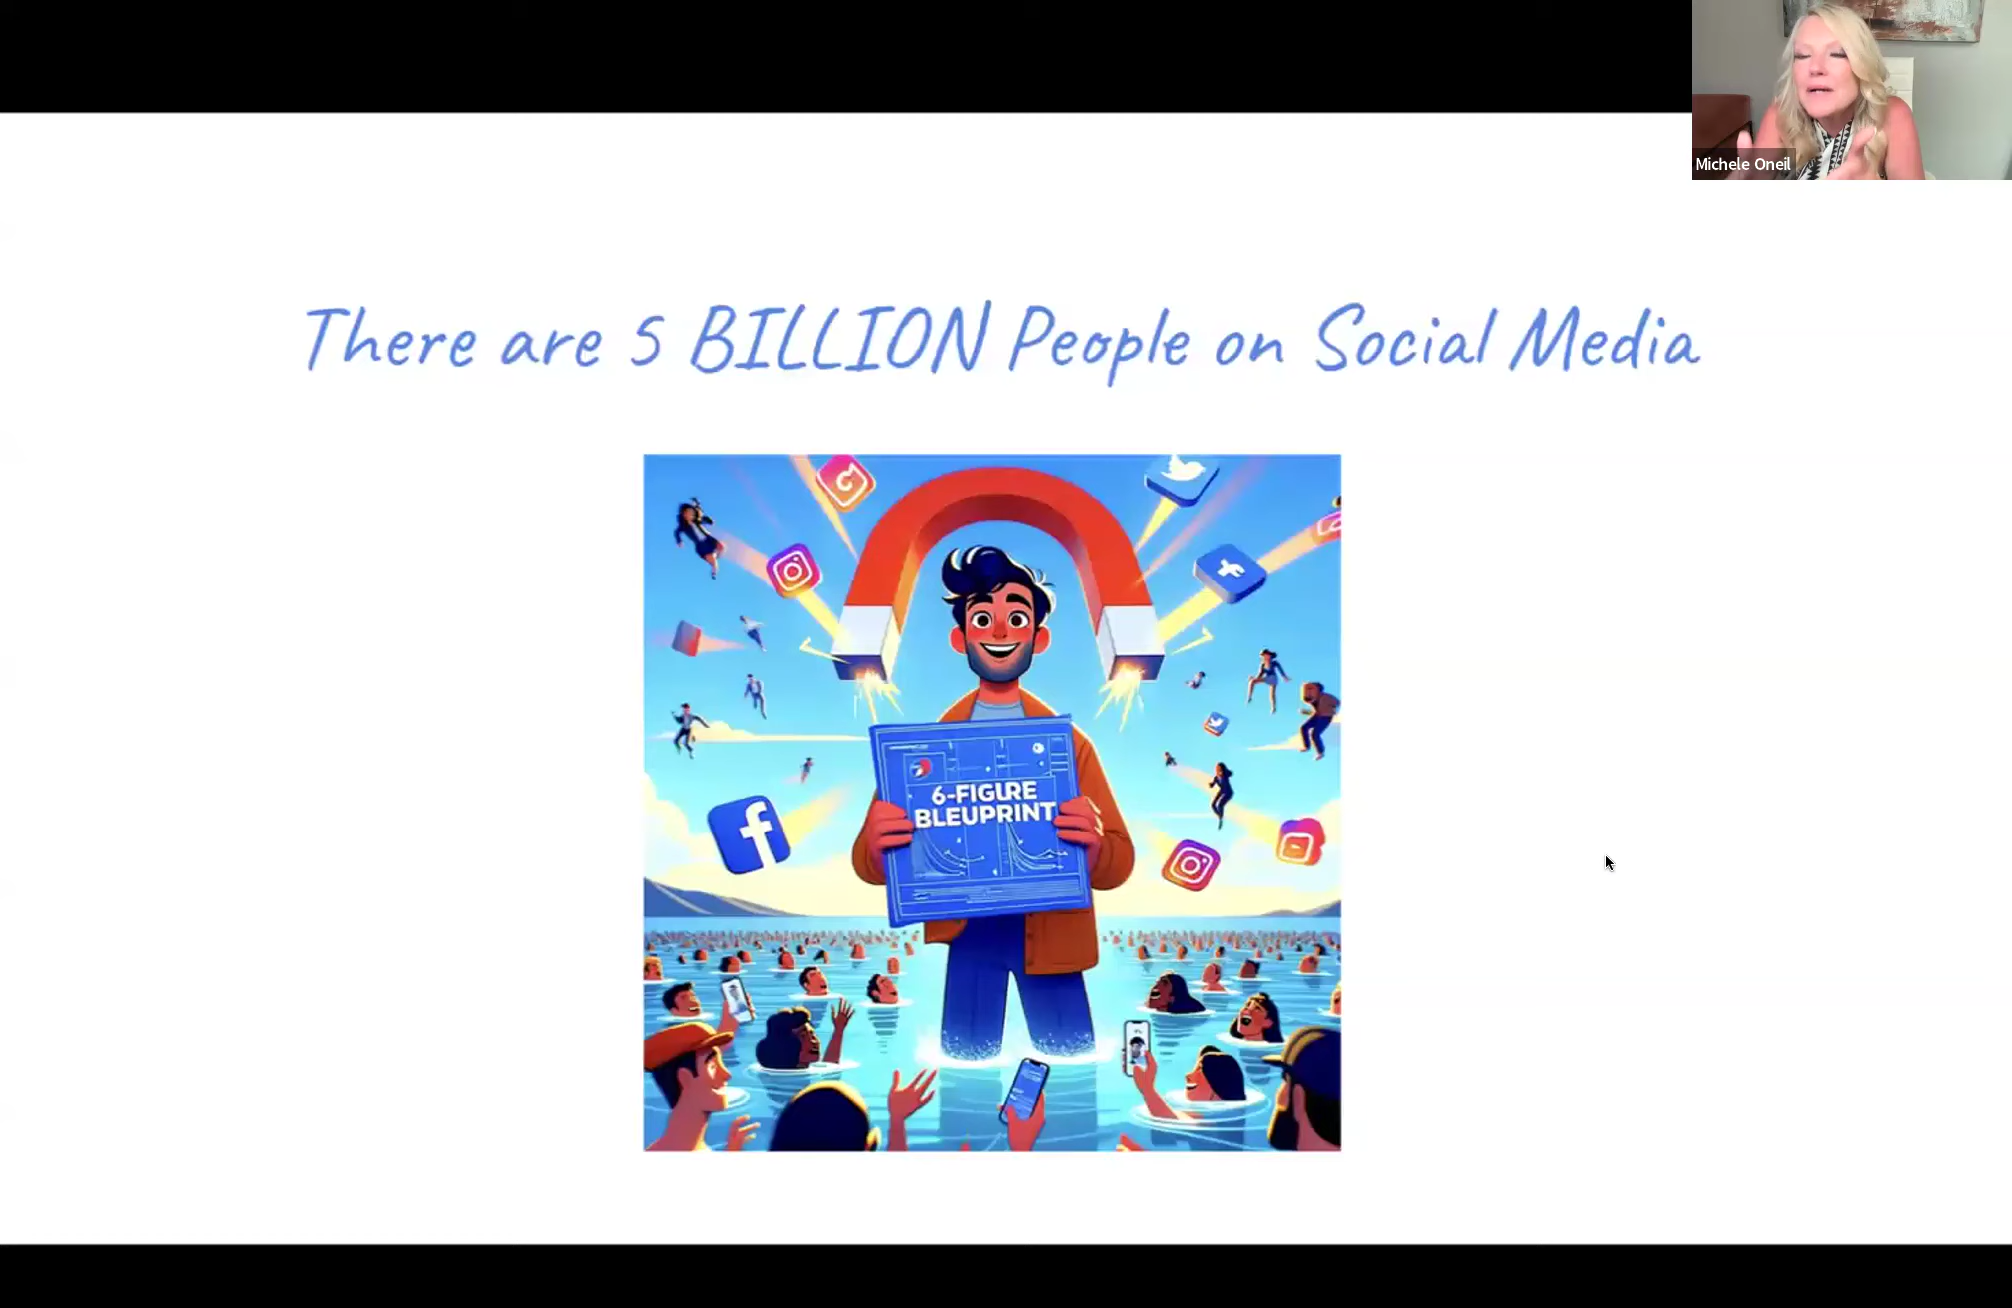 Michele Oneil
There are 5 BILLION People on Social Media
6-FIGURE
BLEUPRINT